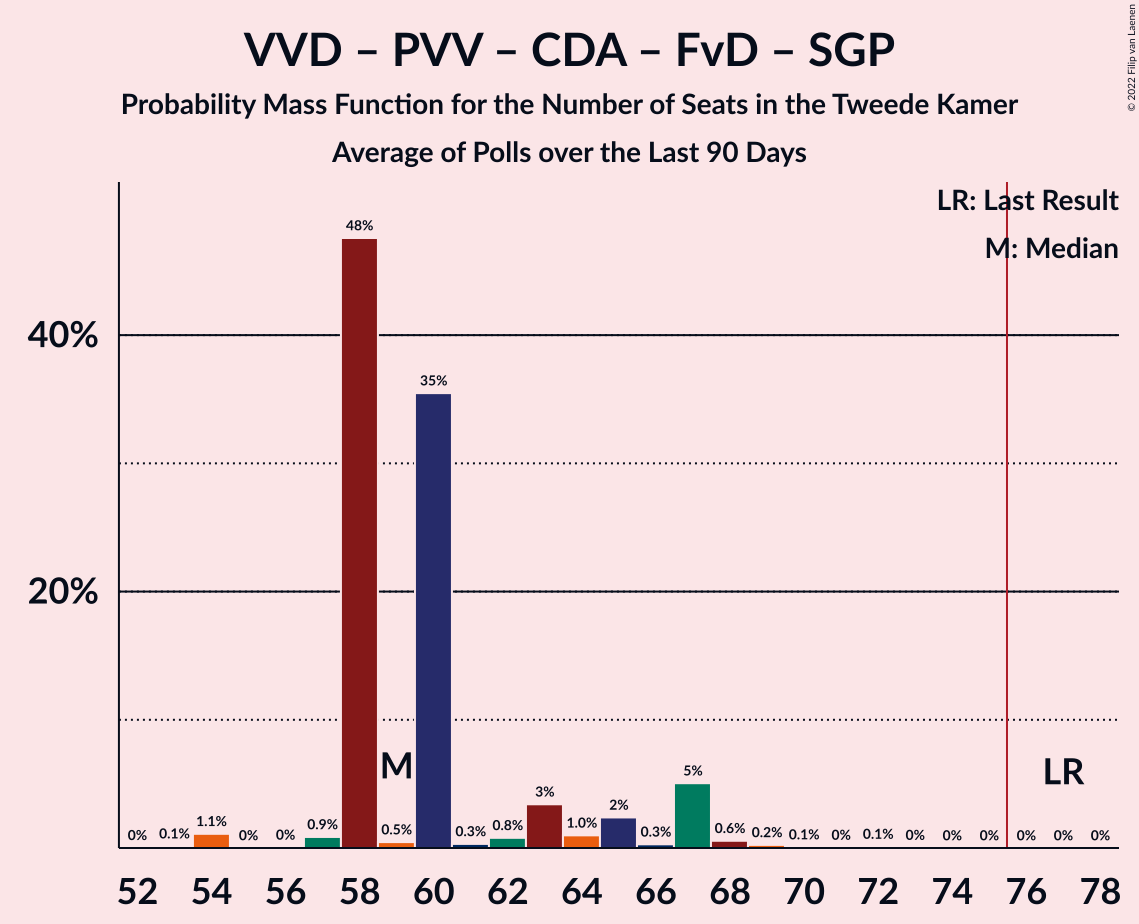 VVD – PVV – CDA – FvD – SGP
Probability Mass Function for the Number of Seats in the Tweede Kamer
Average of Polls over the Last 90 Days
© 2022 Filip van Laenen
LR: Last Result
M: Median
40%
20%
0% 0.1% 1.1% 0% 0% 0.9% 48% 0.5% 35% 0.3% 0.8% 3% 1.0% 2% 0.3% 5% 0.6% 0.2% 0.1% 0% 0.1% 0% 0% 0% 0% 0% 0%
M
LR
52 54 56 58 60 62 64 66 68 70 72 74 76 78